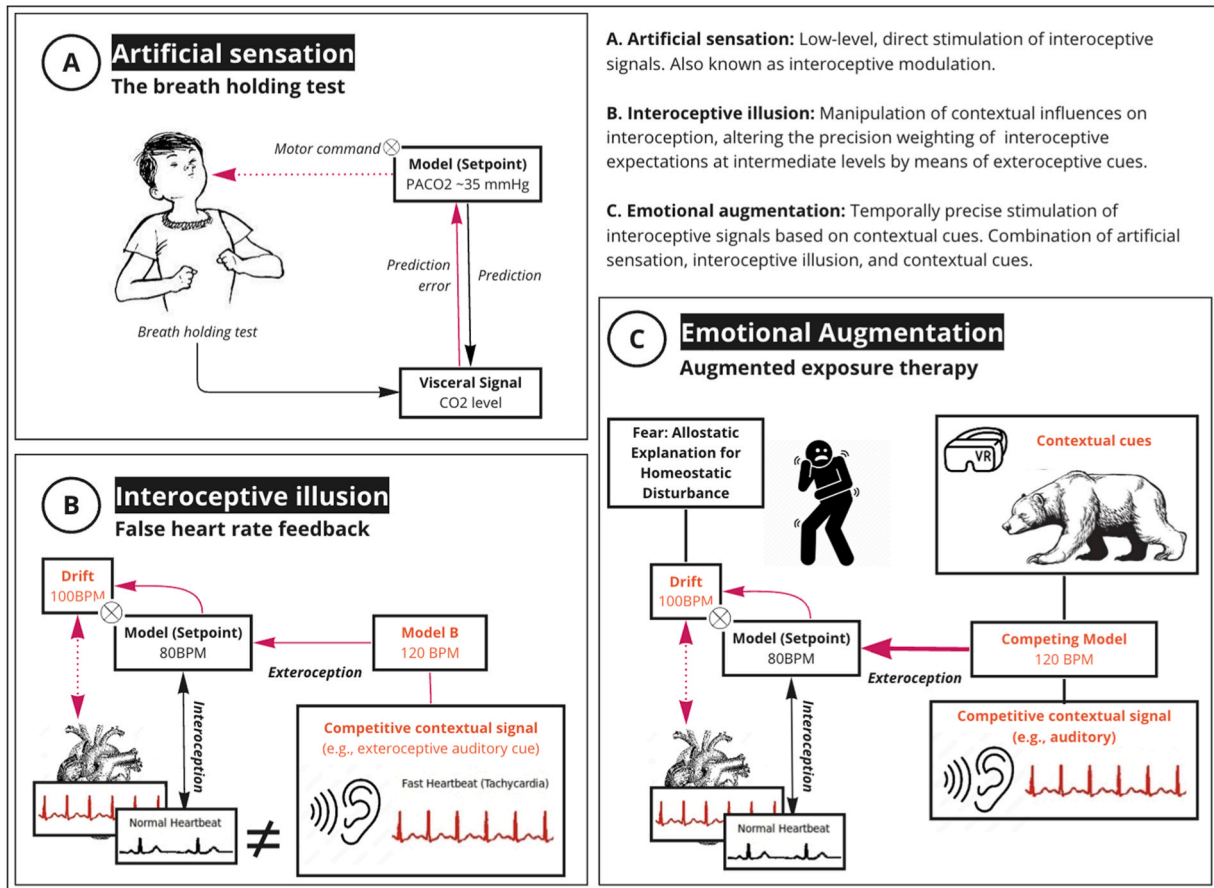 A
Artificial sensation
The breath holding test
Motor command
Model (Setpoint)
PACO2 ~35 mmHg
Prediction
error
Prediction
Breath holding test
Visceral Signal
CO2 level
A. Artificial sensation: Low-level, direct stimulation of interoceptive
signals. Also known as interoceptive modulation.
B. Interoceptive illusion: Manipulation of contextual influences on
interoception, altering the precision weighting of interoceptive
expectations at intermediate levels by means of exteroceptive cues.
C. Emotional augmentation: Temporally precise stimulation of
interoceptive signals based on contextual cues. Combination of artificial
sensation, interoceptive illusion, and contextual cues.
B
Interoceptive illusion
False heart rate feedback
Drift
100BPM
Model (Setpoint)
80BPM
Model B
120 BPM
Exteroception
Interoception
Competitive contextual signal
(e.g., exteroceptive auditory cue)
Fast Heartbeat (Tachycardia)
Normal Heartbeat
≠
C
Emotional Augmentation
Augmented exposure therapy
Fear: Allostatic
Explanation for
Homeostatic
Disturbance
VR
Contextual cues
Drift
100BPM
Model (Setpoint)
80BPM
Competing Model
120 BPM
Exteroception
Interoception
Competitive contextual signal
(e.g., auditory)
Normal Heartbeat